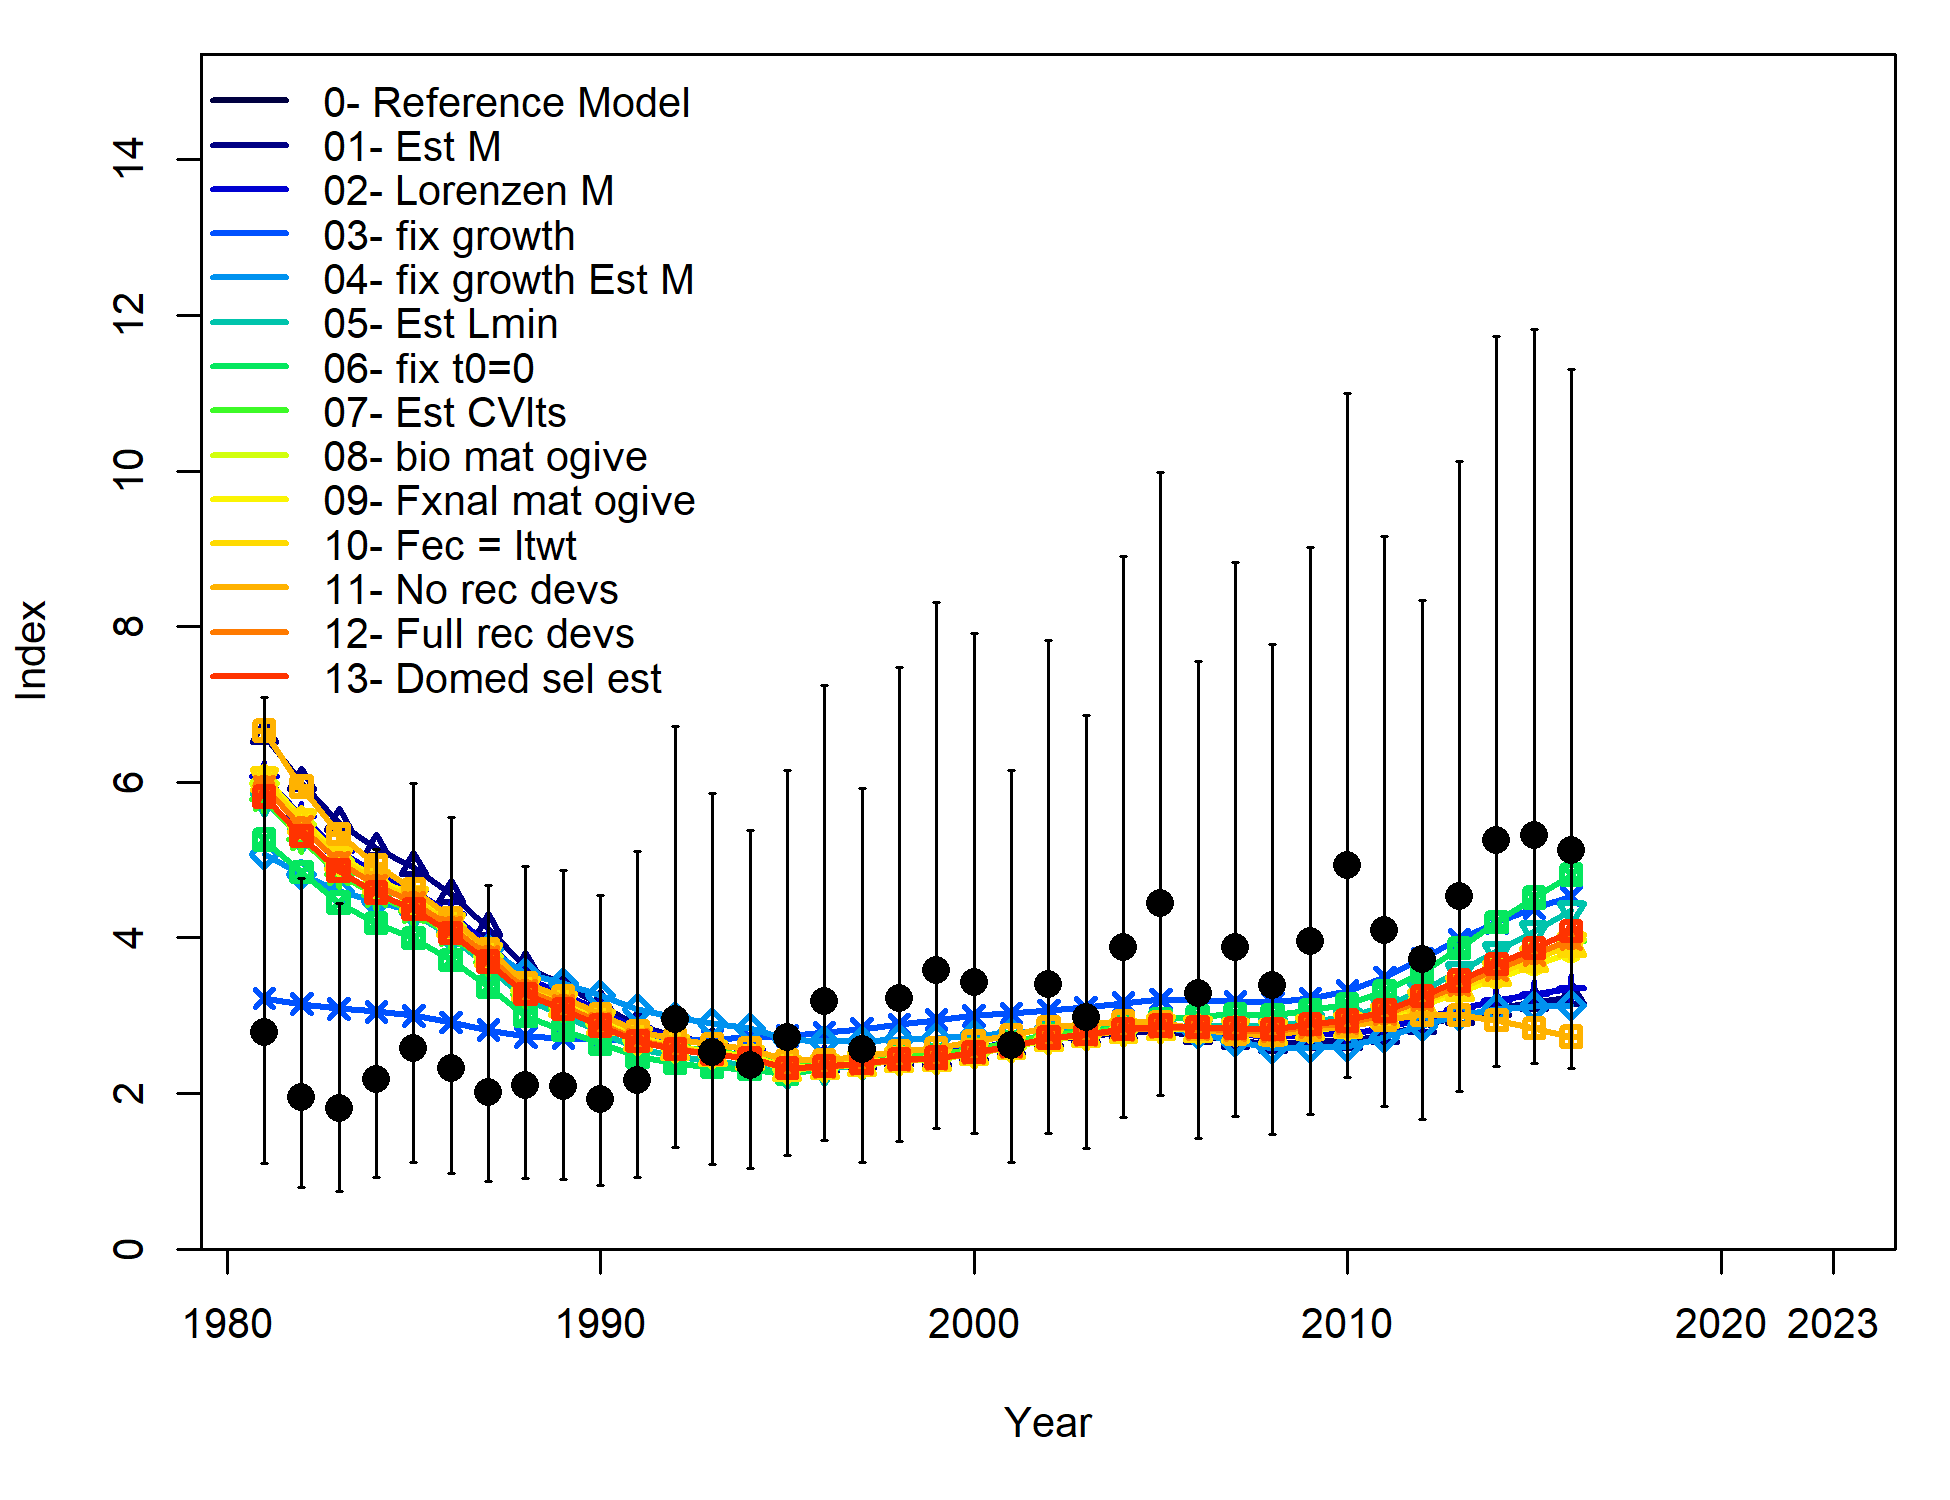 0- Reference Model
01- Est M
02- Lorenzen M
03- fix growth
04- fix growth Est M
05- Est Lmin
06- fix t0=0
07- Est CVlts
08- bio mat ogive
09- Fxnal mat ogive
10- Fec = ltwt
11- No rec devs
12- Full rec devs
13- Domed sel est
14
12
10
8
6
4
2
0
Index
1980 1990 2000 2010 2020 2023
Year